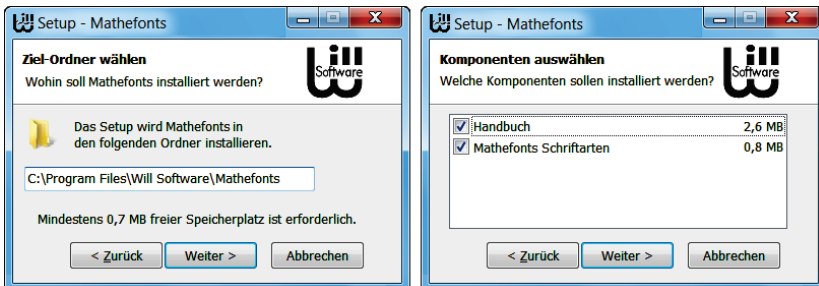 Setup - Mathefonts
Ziel-Ordner wählen
Wohin soll Mathefonts installiert werden?
Will
Software
Das Setup wird Mathefonts in
den folgenden Ordner installieren.
C:\Program Files\Will Software\Mathefonts
Mindestens 0,7 MB freier Speicherplatz ist erforderlich.
< Zurück Weiter > Abbrechen
Setup - Mathefonts
Komponenten auswählen
Welche Komponenten sollen installiert werden?
Will
Software
Handbuch 2,6 MB
Mathefonts Schriftarten 0,8 MB
< Zurück Weiter > Abbrechen